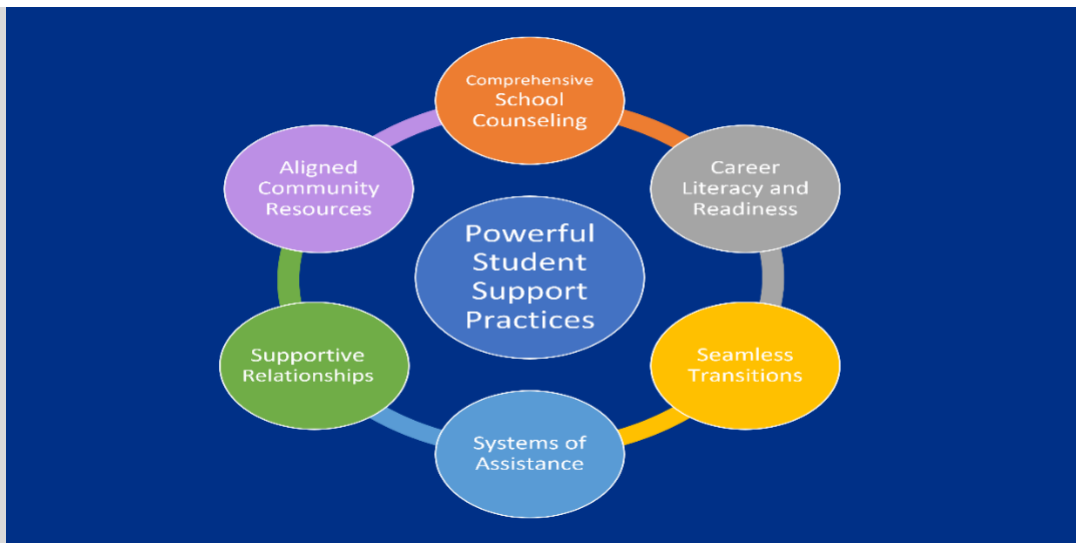 Comprehensive
School
Counseling
Career
Literacy and
Readiness
Seamless
Transitions
Systems of
Assistance
Supportive
Relationships
Aligned
Community
Resources
Powerful
Student
Support
Practices